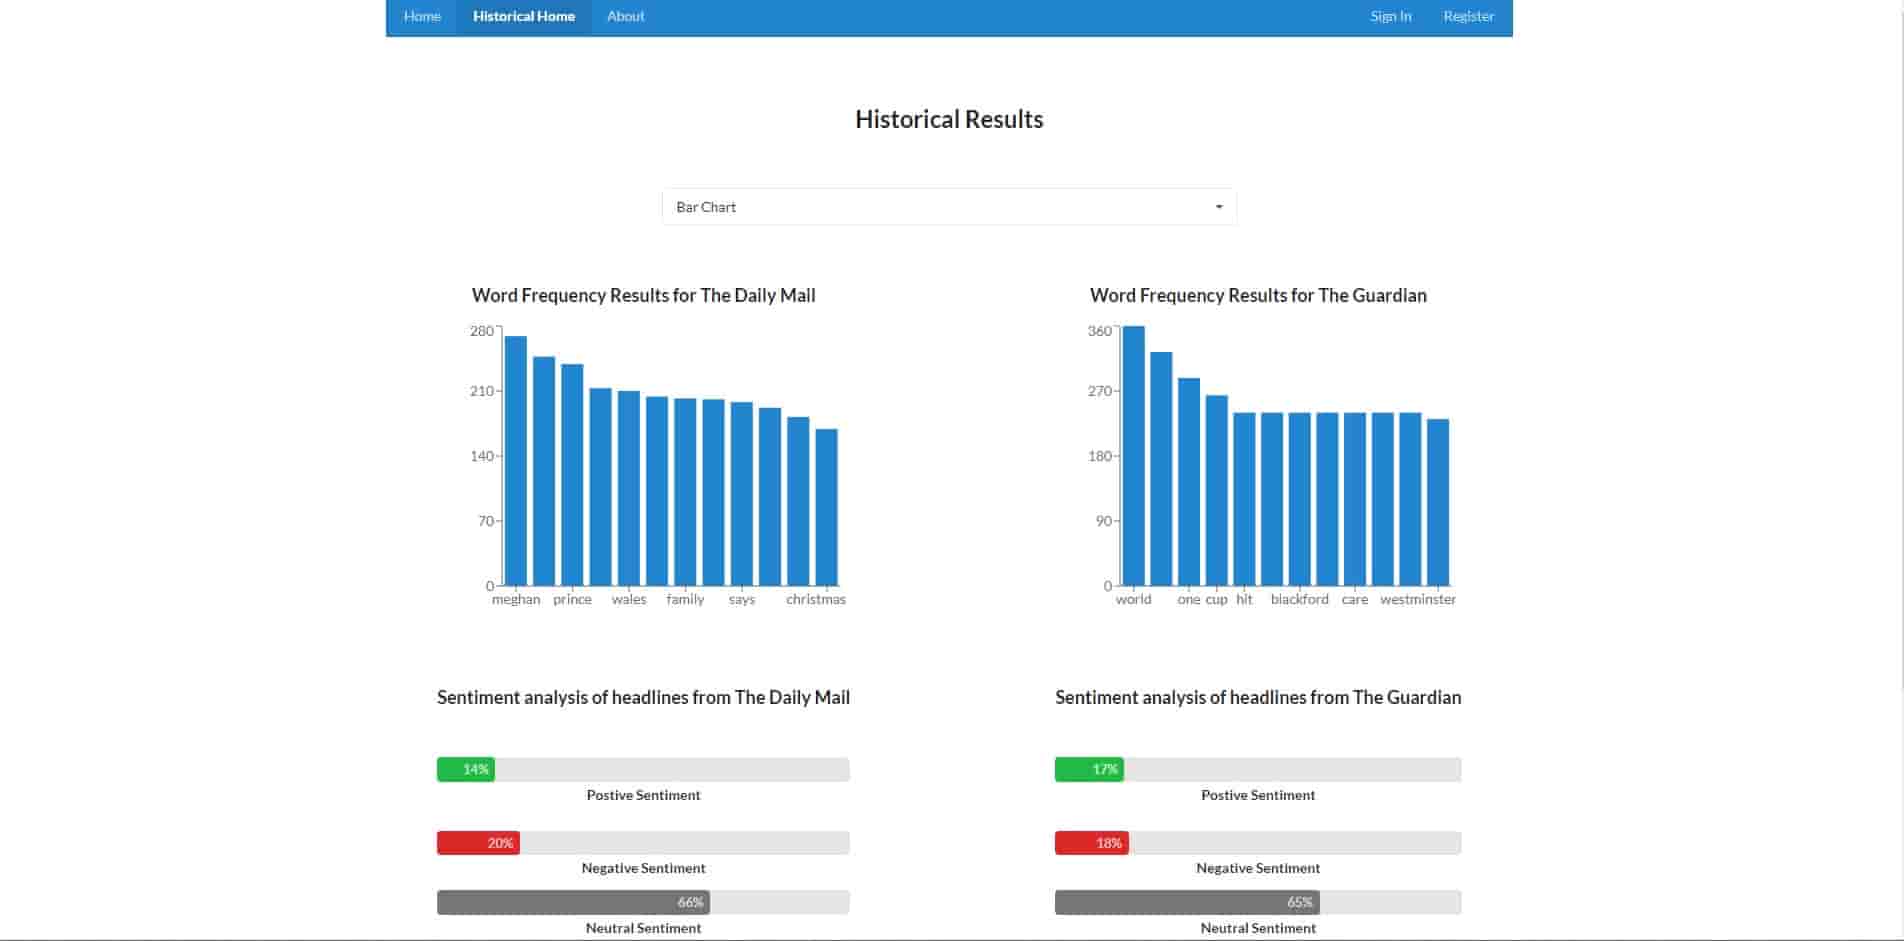 Home Historical Home About Sign In Register
Historical Results
Bar Chart
Word Frequency Results for The Daily Mail
280
210
140
70
0
meghan prince wales family says christmas
Word Frequency Results for The Guardian
360
270
180
90
0
world one cup hit blackford care westminster
Sentiment analysis of headlines from The Daily Mail
14%
Postive Sentiment
20%
Negative Sentiment
66%
Neutral Sentiment
Sentiment analysis of headlines from The Guardian
17%
Postive Sentiment
18%
Negative Sentiment
65%
Neutral Sentiment